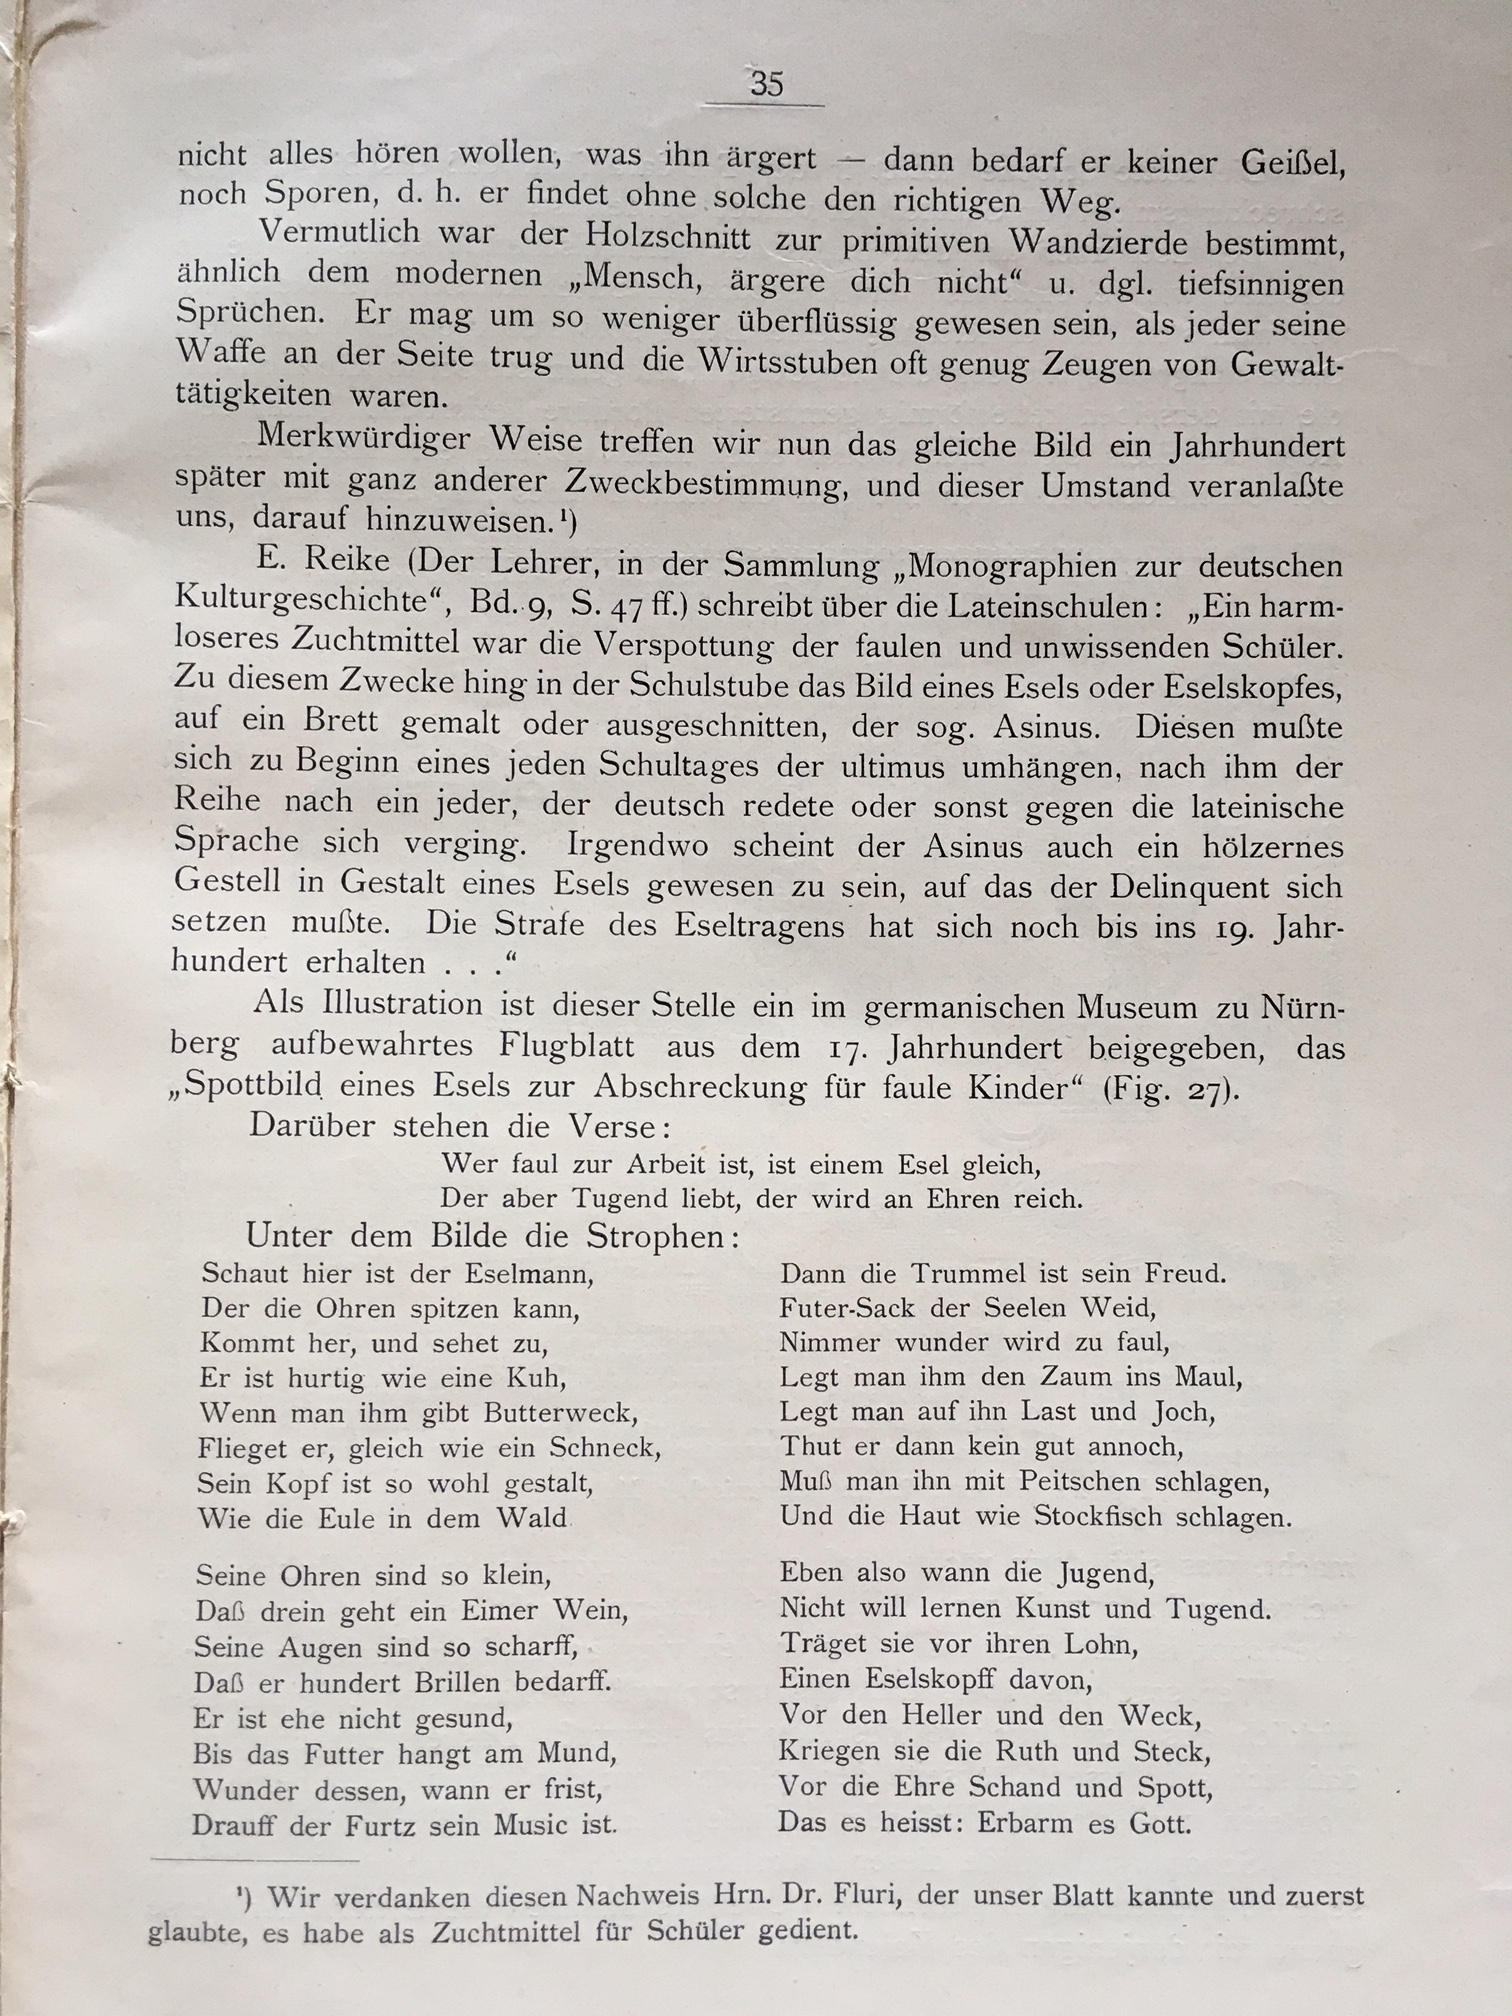 35
nicht alles hören wollen, was ihn ärgert — dann bedarf er keiner Geißel,
noch Sporen, d. h. er findet ohne solche den richtigen Weg.
Vermutlich war der Holzschnitt zur primitiven Wandzierde bestimmt,
ähnlich dem modernen „Mensch, ärgere dich nicht“ u. dgl. tiefsinnigen
Sprüchen. Er mag um so weniger überflüssig gewesen sein, als jeder seine
Waffe an der Seite trug und die Wirtsstuben oft genug Zeugen von Gewalt-
tätigkeiten waren.
Merkwürdiger Weise treffen wir nun das gleiche Bild ein Jahrhundert
später mit ganz anderer Zweckbestimmung, und dieser Umstand veranlaßte
uns, darauf hinzuweisen.¹)
E. Reike (Der Lehrer, in der Sammlung „Monographien zur deutschen
Kulturgeschichte“, Bd. 9, S. 47 ff.) schreibt über die Lateinschulen: „Ein harm-
loseres Zuchtmittel war die Verspottung der faulen und unwissenden Schüler.
Zu diesem Zwecke hing in der Schulstube das Bild eines Esels oder Eselskopfes,
auf ein Brett gemalt oder ausgeschnitten, der sog. Asinus. Diesen mußte
sich zu Beginn eines jeden Schultages der ultimus umhängen, nach ihm der
Reihe nach ein jeder, der deutsch redete oder sonst gegen die lateinische
Sprache sich verging. Irgendwo scheint der Asinus auch ein hölzernes
Gestell in Gestalt eines Esels gewesen zu sein, auf das der Delinquent sich
setzen mußte. Die Strafe des Eseltragens hat sich noch bis ins 19. Jahr-
hundert erhalten . . .“
Als Illustration ist dieser Stelle ein im germanischen Museum zu Nürn-
berg aufbewahrtes Flugblatt aus dem 17. Jahrhundert beigegeben, das
„Spottbild eines Esels zur Abschreckung für faule Kinder“ (Fig. 27).
Darüber stehen die Verse:
Wer faul zur Arbeit ist, ist einem Esel gleich,
Der aber Tugend liebt, der wird an Ehren reich.
Unter dem Bilde die Strophen:
Schaut hier ist der Eselmann,
Der die Ohren spitzen kann,
Kommt her, und sehet zu,
Er ist hurtig wie eine Kuh,
Wenn man ihm gibt Butterweck,
Flieget er, gleich wie ein Schneck,
Sein Kopf ist so wohl gestalt,
Wie die Eule in dem Wald
Seine Ohren sind so klein,
Daß drein geht ein Eimer Wein,
Seine Augen sind so scharff,
Daß er hundert Brillen bedarff.
Er ist ehe nicht gesund,
Bis das Futter hangt am Mund,
Wunder dessen, wann er frist,
Drauff der Furtz sein Music ist.
Dann die Trummel ist sein Freud.
Futer-Sack der Seelen Weid,
Nimmer wunder wird zu faul,
Legt man ihm den Zaum ins Maul,
Legt man auf ihn Last und Joch,
Thut er dann kein gut annoch,
Muß man ihn mit Peitschen schlagen,
Und die Haut wie Stockfisch schlagen.
Eben also wann die Jugend,
Nicht will lernen Kunst und Tugend.
Träget sie vor ihren Lohn,
Einen Eselskopff davon,
Vor den Heller und den Weck,
Kriegen sie die Ruth und Steck,
Vor die Ehre Schand und Spott,
Das es heisst: Erbarm es Gott.
¹) Wir verdanken diesen Nachweis Hrn. Dr. Fluri, der unser Blatt kannte und zuerst
glaubte, es habe als Zuchtmittel für Schüler gedient.